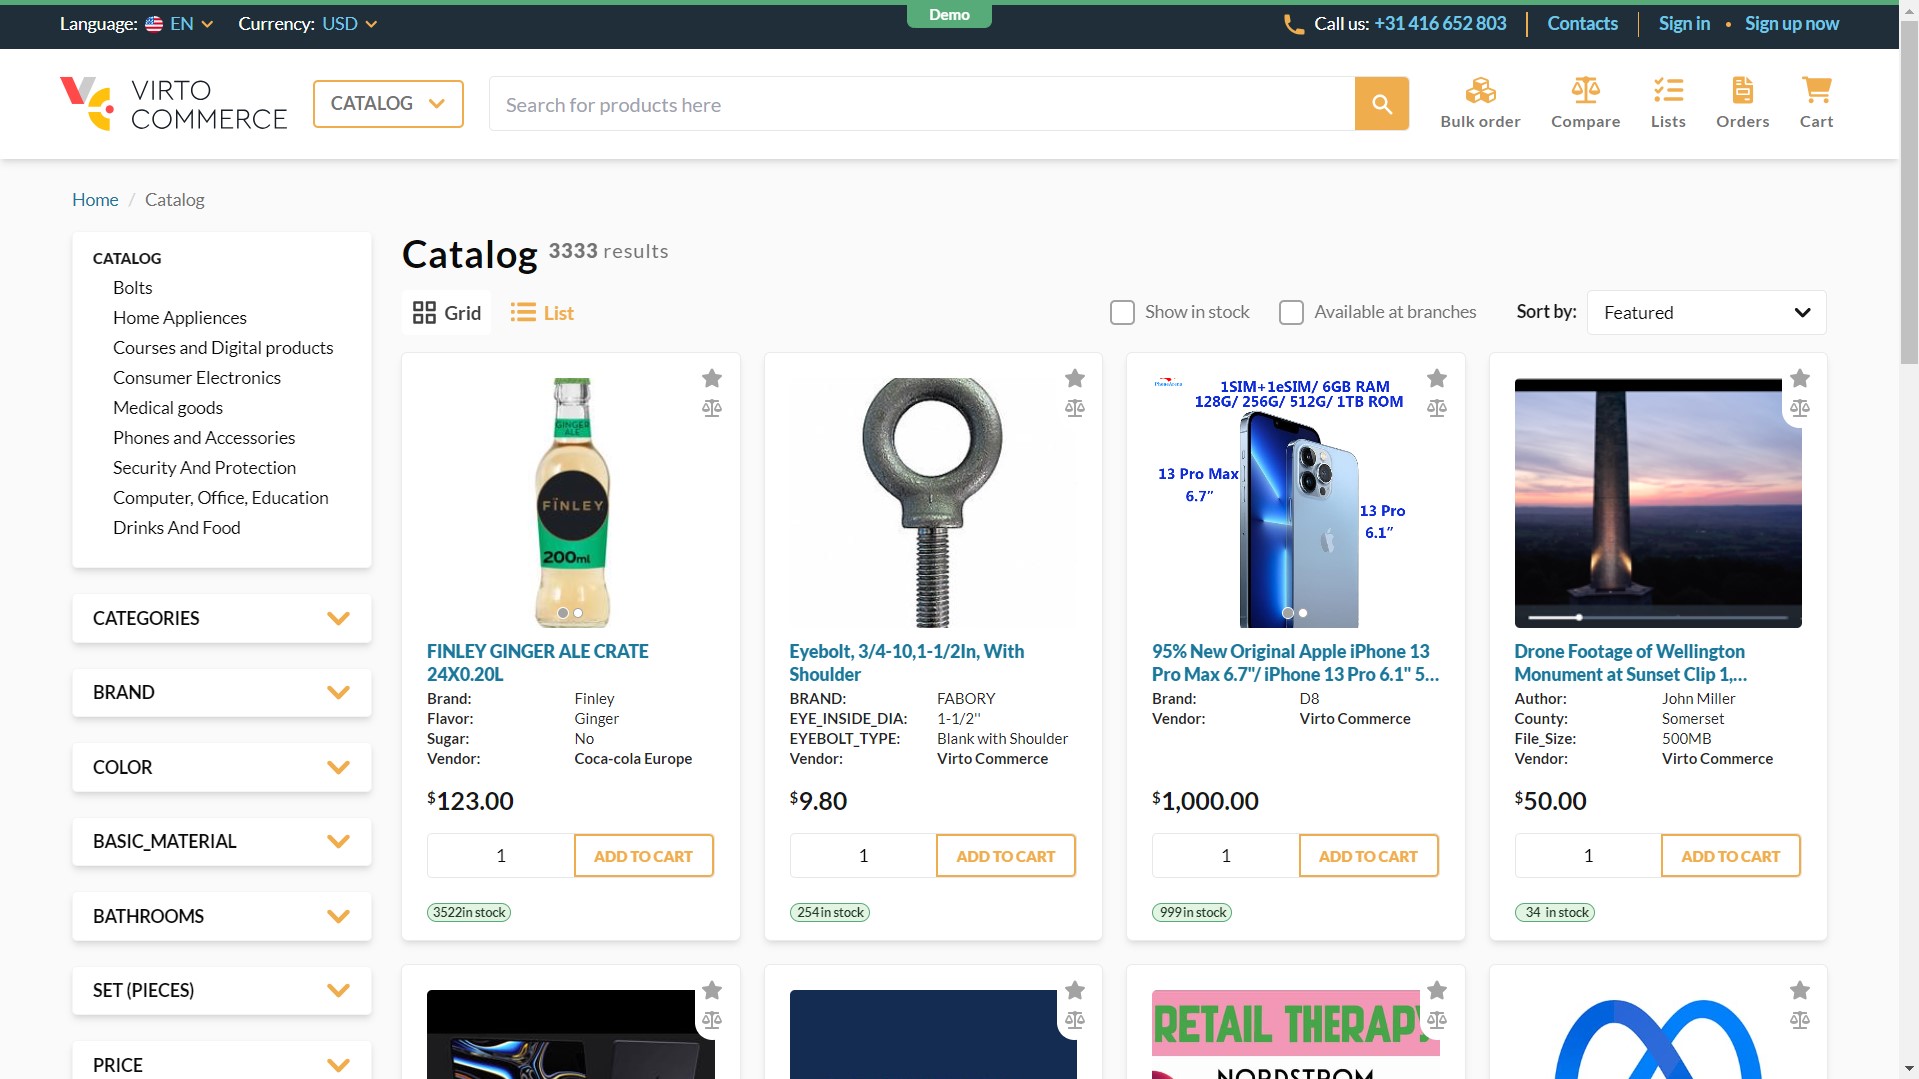 Demo
Language: EN Currency: USD
Call us: +31 416 652 803 Contacts Sign in • Sign up now
VIRTO
COMMERCE
CATALOG
Search for products here
Bulk order
Compare
Lists
Orders
Cart
Home / Catalog
CATALOG
Bolts
Home Appliences
Courses and Digital products
Consumer Electronics
Medical goods
Phones and Accessories
Security And Protection
Computer, Office, Education
Drinks And Food
CATEGORIES
BRAND
COLOR
BASIC_MATERIAL
BATHROOMS
SET (PIECES)
PRICE
Catalog 3333 results
Grid
List
Show in stock
Available at branches
Sort by: Featured
GINGER
ALE
FÏNLEY
200ml
FINLEY GINGER ALE CRATE
24X0.20L
Brand: Finley
Flavor: Ginger
Sugar: No
Vendor: Coca-cola Europe
$123.00
1
ADD TO CART
3522 in stock
Eyebolt, 3/4-10,1-1/2In, With
Shoulder
BRAND: FABORY
EYE_INSIDE_DIA: 1-1/2''
EYEBOLT_TYPE: Blank with Shoulder
Vendor: Virto Commerce
$9.80
1
ADD TO CART
254 in stock
1SIM+1eSIM/ 6GB RAM
128G/ 256G/ 512G/ 1TB ROM
13 Pro Max
6.7”
13 Pro
6.1”
95% New Original Apple iPhone 13
Pro Max 6.7"/ iPhone 13 Pro 6.1" 5...
Brand: D8
Vendor: Virto Commerce
$1,000.00
1
ADD TO CART
999 in stock
Drone Footage of Wellington
Monument at Sunset Clip 1,...
Author: John Miller
County: Somerset
File_Size: 500MB
Vendor: Virto Commerce
$50.00
1
ADD TO CART
34 in stock
RETAIL THERAPY
NORDSTROM